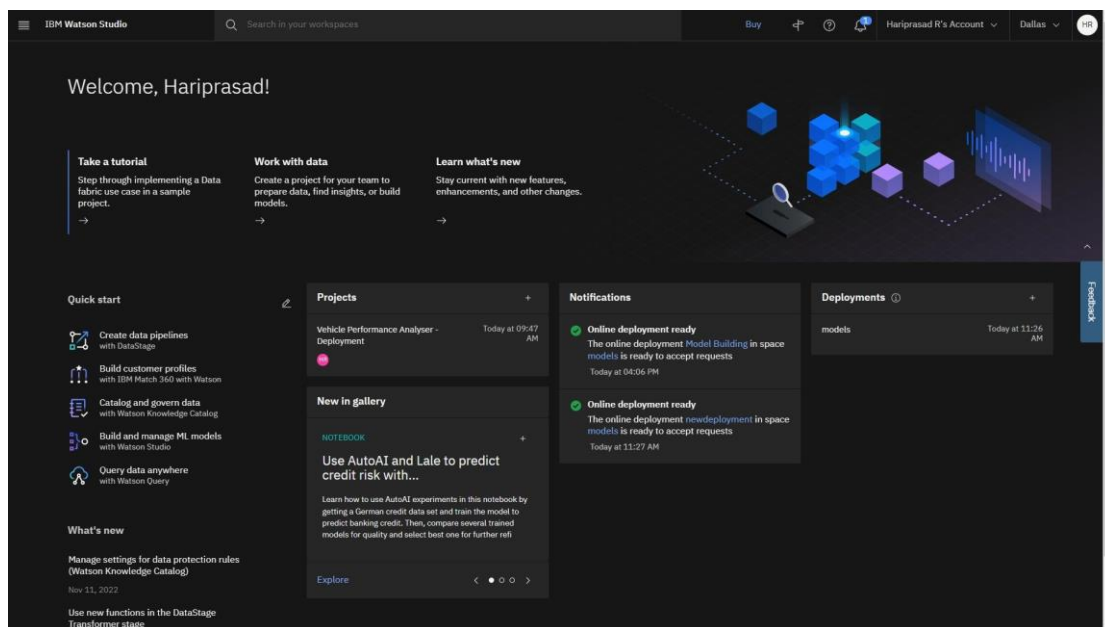 IBM Watson Studio
Search in your workspaces
Buy
1
Hariprasad R's Account
Dallas
HR
Welcome, Hariprasad!
Take a tutorial
Step through implementing a Data
fabric use case in a sample
project.
Work with data
Create a project for your team to
prepare data, find insights, or build
models.
Learn what's new
Stay current with new features,
enhancements, and other changes.
Feedback
Quick start
Create data pipelines
with DataStage
Build customer profiles
with IBM Match 360 with Watson
Catalog and govern data
with Watson Knowledge Catalog
Build and manage ML models
with Watson Studio
Query data anywhere
with Watson Query
What's new
Manage settings for data protection rules
(Watson Knowledge Catalog)
Nov 11, 2022
Use new functions in the DataStage
Transformer stage
Projects
Vehicle Performance Analyser -
Deployment
Today at 09:47
AM
New in gallery
NOTEBOOK
Use AutoAI and Lale to predict
credit risk with...
Learn how to use AutoAI experiments in this notebook by
getting a German credit data set and train the model to
predict banking credit. Then, compare several trained
models for quality and select best one for further refi
Explore
Notifications
Online deployment ready
The online deployment Model Building in space
models is ready to accept requests
Today at 04:06 PM
Online deployment ready
The online deployment newdeployment in space
models is ready to accept requests
Today at 11:27 AM
Deployments
models
Today at 11:26
AM